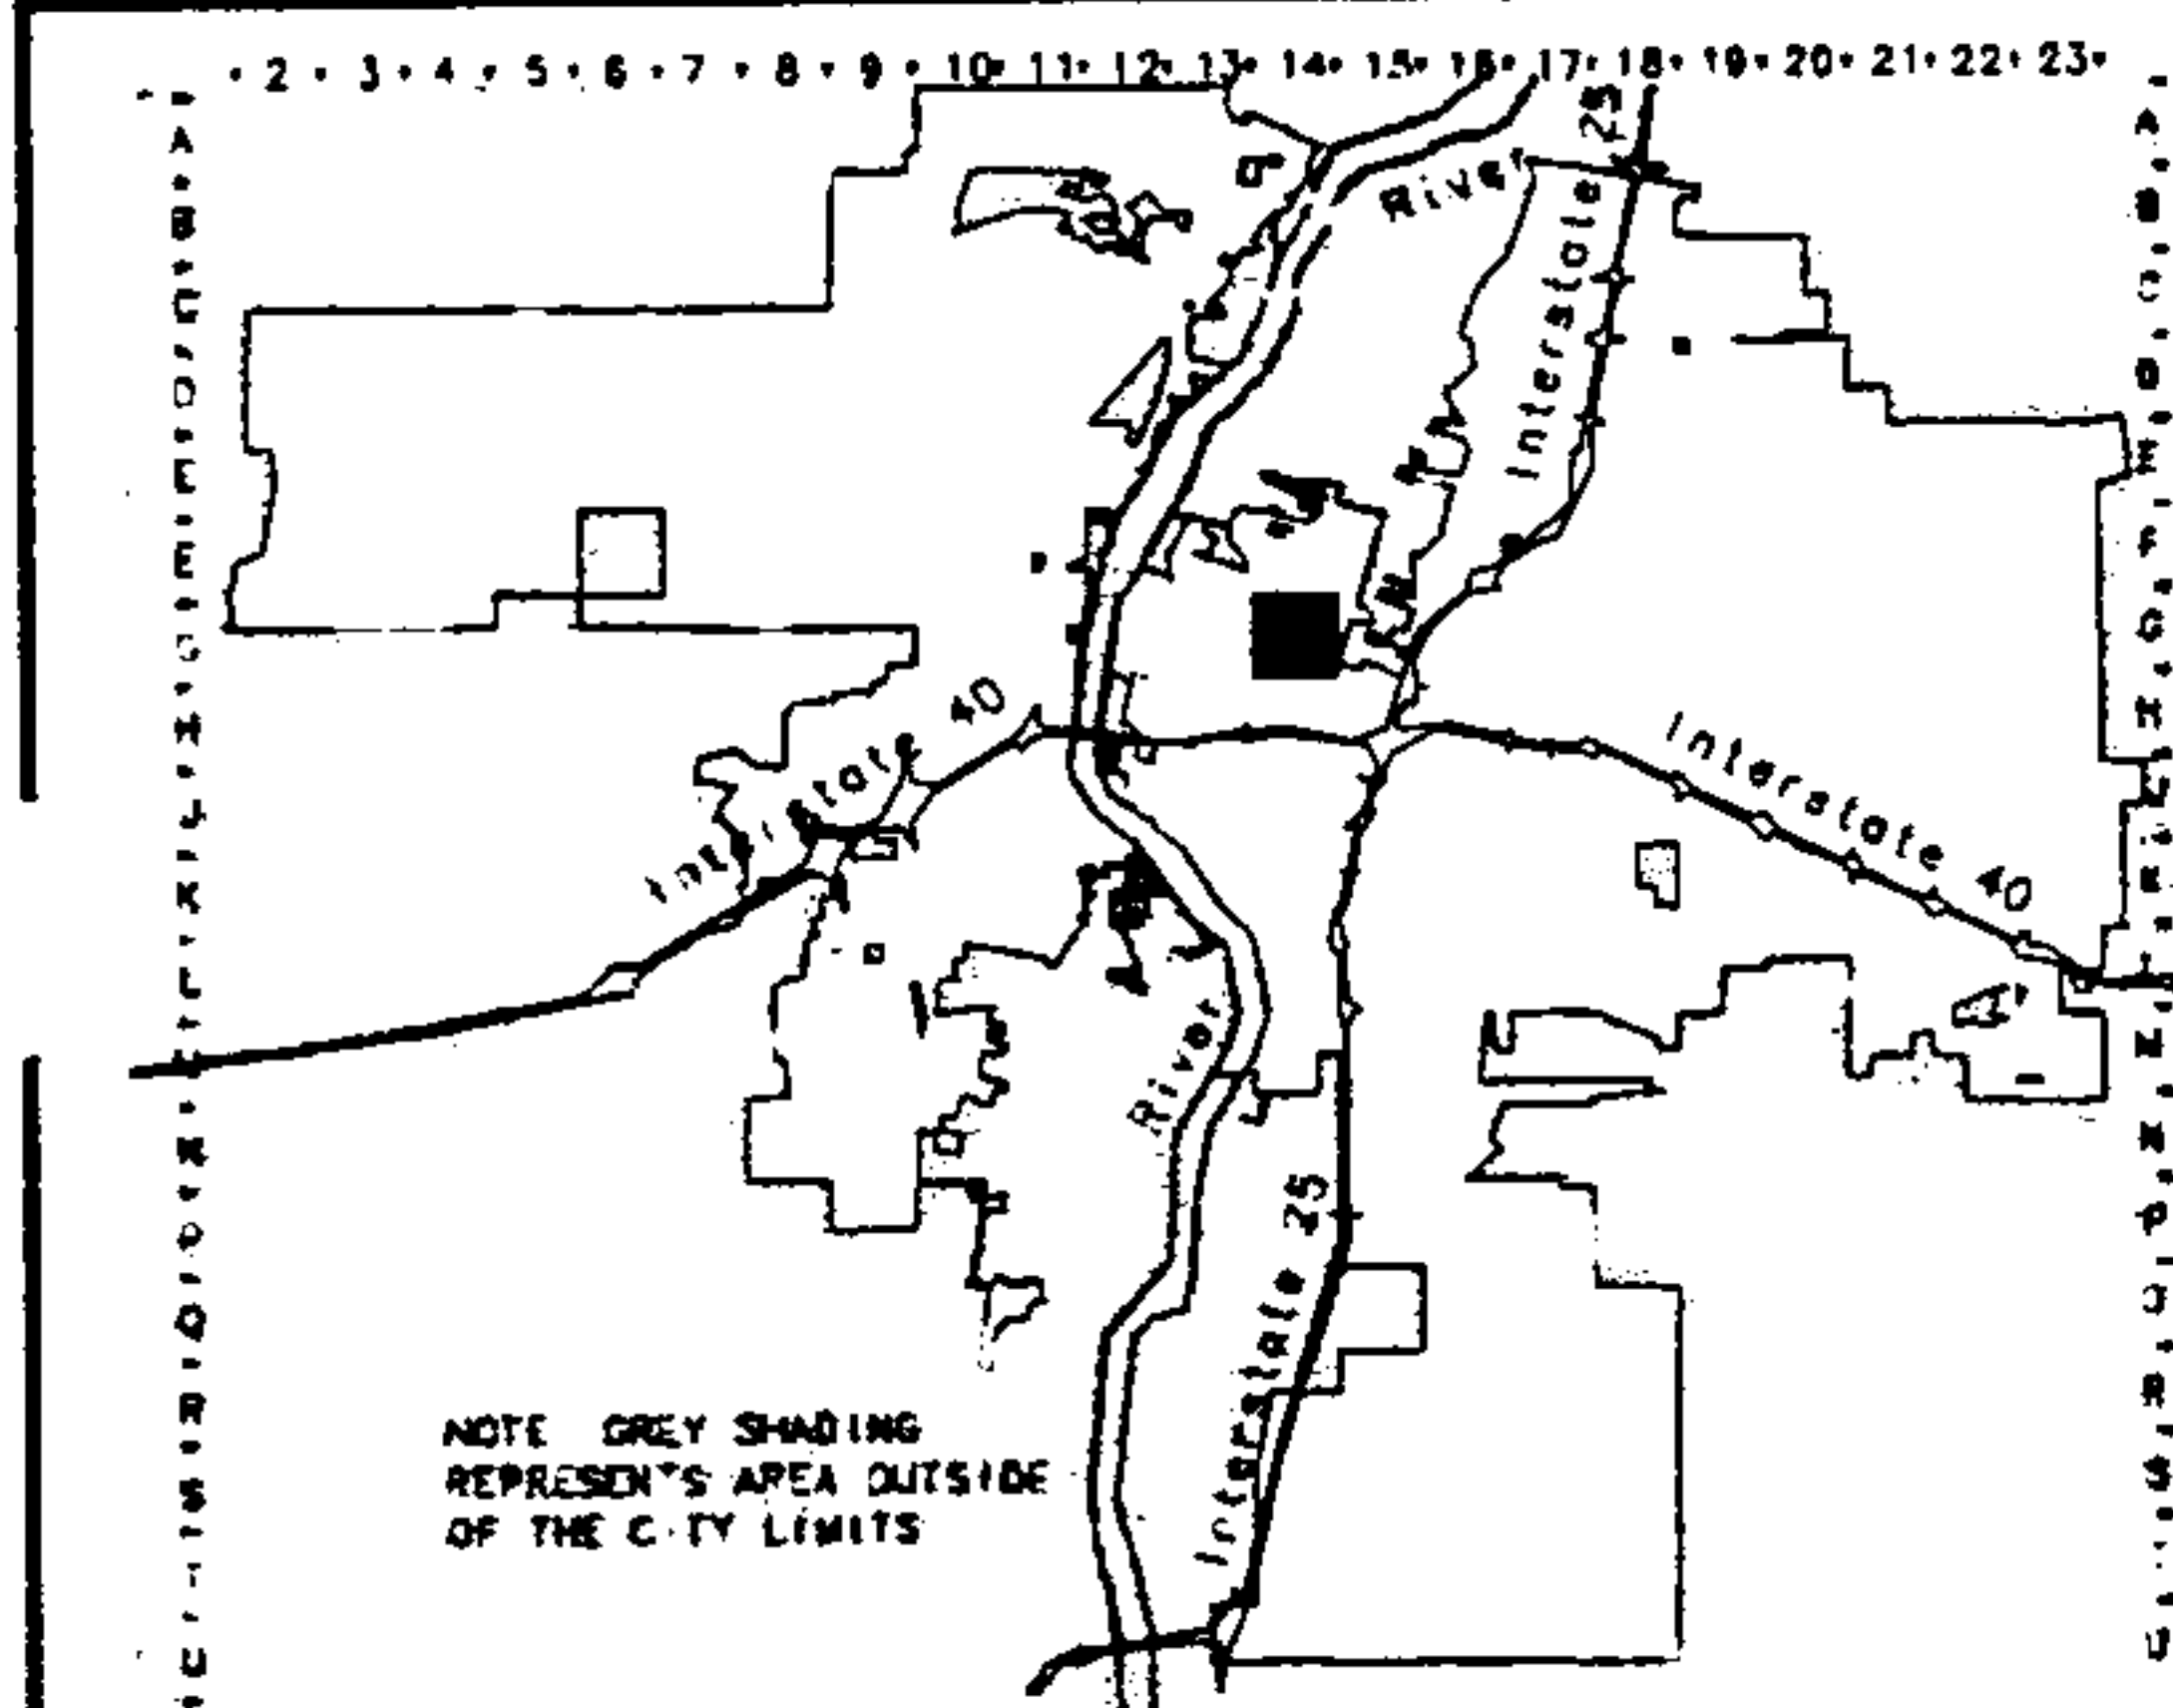 2 3 4 5 6 7 8 9 10 11 12 13 14 15 16 17 18 19 20 21 22 23
A
B
C
D
E
G
H
J
K
L
N
P
Q
R
S
T
U
River
Interstate 25
Interstate 40
Interstate 40
River
Interstate 25
A
B
C
D
E
F
G
H
K
L
M
N
P
Q
R
S
T
U
NOTE GREY SHADING
REPRESENTS AREA OUTSIDE
OF THE C TY LIMITS